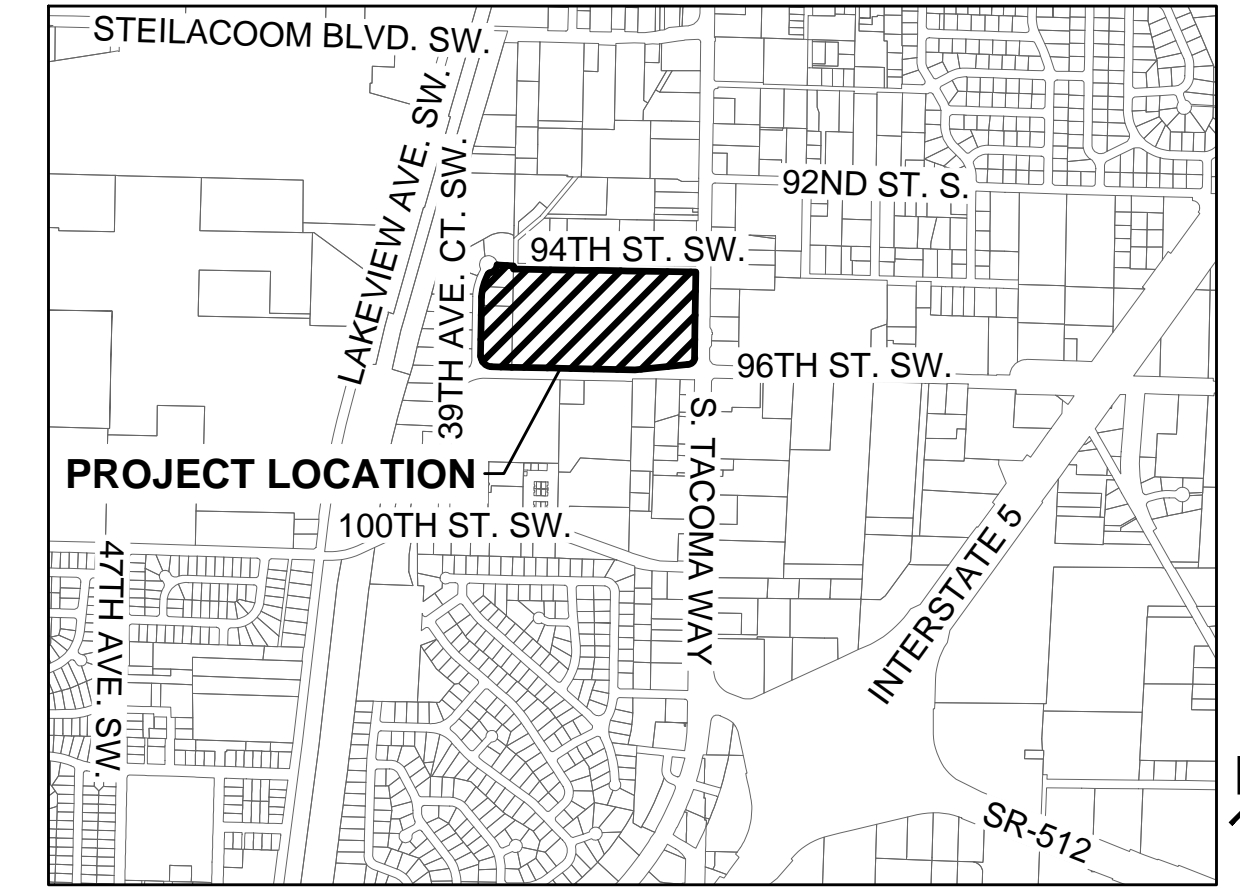 STEILACOOM BLVD. SW.
LAKEVIEW AVE. SW.
39TH AVE. CT. SW.
92ND ST. S.
94TH ST. SW.
96TH ST. SW.
PROJECT LOCATION
S. TACOMA WAY
100TH ST. SW.
47TH AVE. SW.
INTERSTATE 5
SR-512